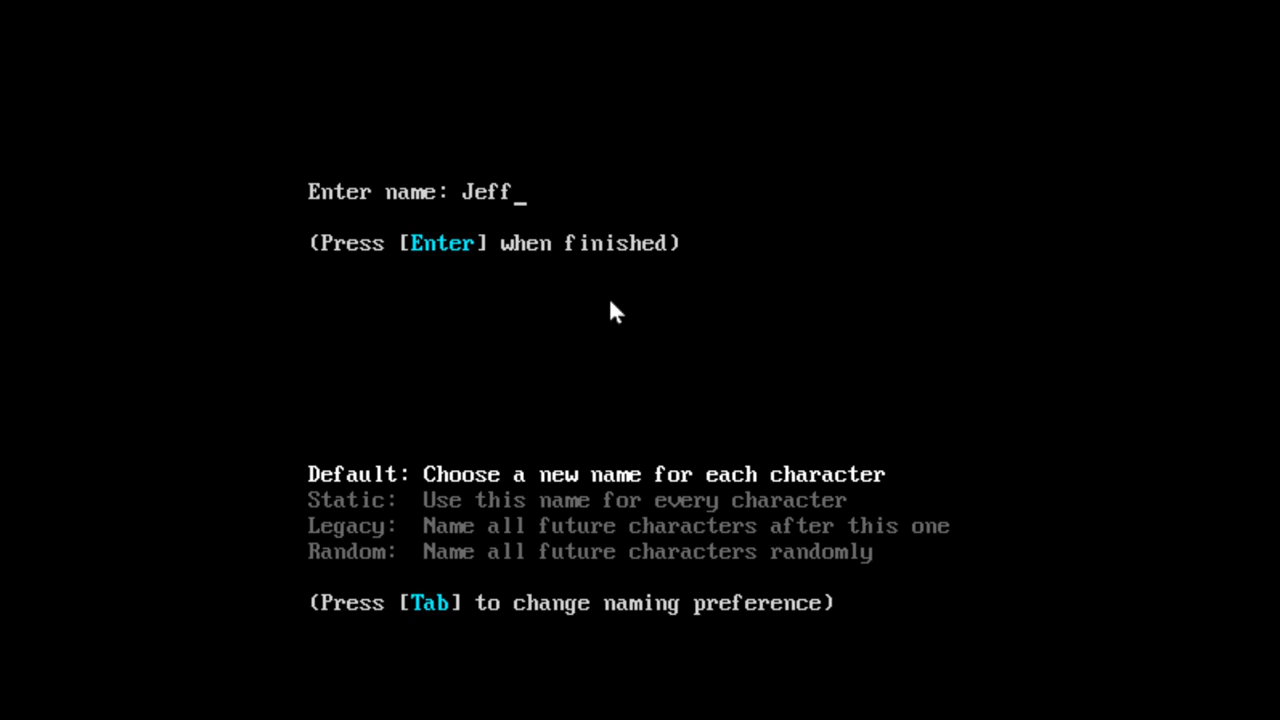 Enter name: Jeff_
(Press [Enter] when finished)
Default: Choose a new name for each character
Static: Use this name for every character
Legacy: Name all future characters after this one
Random: Name all future characters randomly
(Press [Tab] to change naming preference)